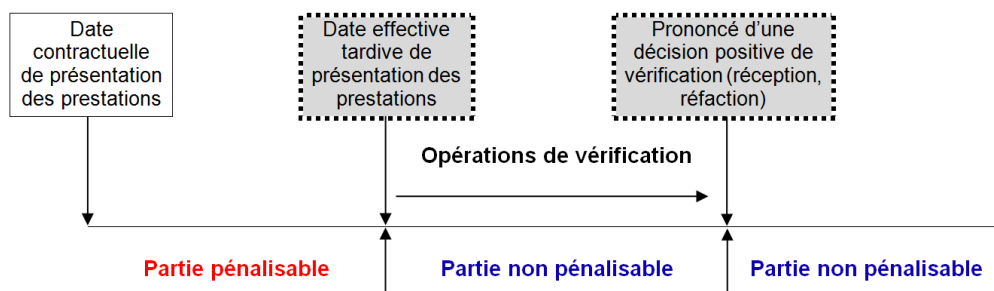 Date
contractuelle
de présentation
des prestations
Date effective
tardive de
présentation des
prestations
Prononcé d'une
décision positive de
vérification (réception,
réfaction)
Opérations de vérification
Partie pénalisable
Partie non pénalisable
Partie non pénalisable